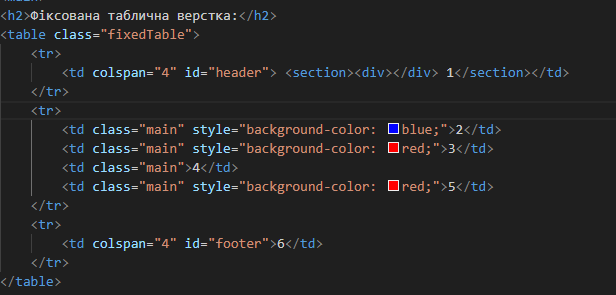 <h2>Фіксована таблична верстка:</h2>
<table class="fixedTable">
<tr>
<td colspan="4" id="header"> <section><div></div> 1</section></td>
</tr>
<tr>
<td class="main" style="background-color: blue;">2</td>
<td class="main" style="background-color: red;">3</td>
<td class="main">4</td>
<td class="main" style="background-color: red;">5</td>
</tr>
<tr>
<td colspan="4" id="footer">6</td>
</tr>
</table>